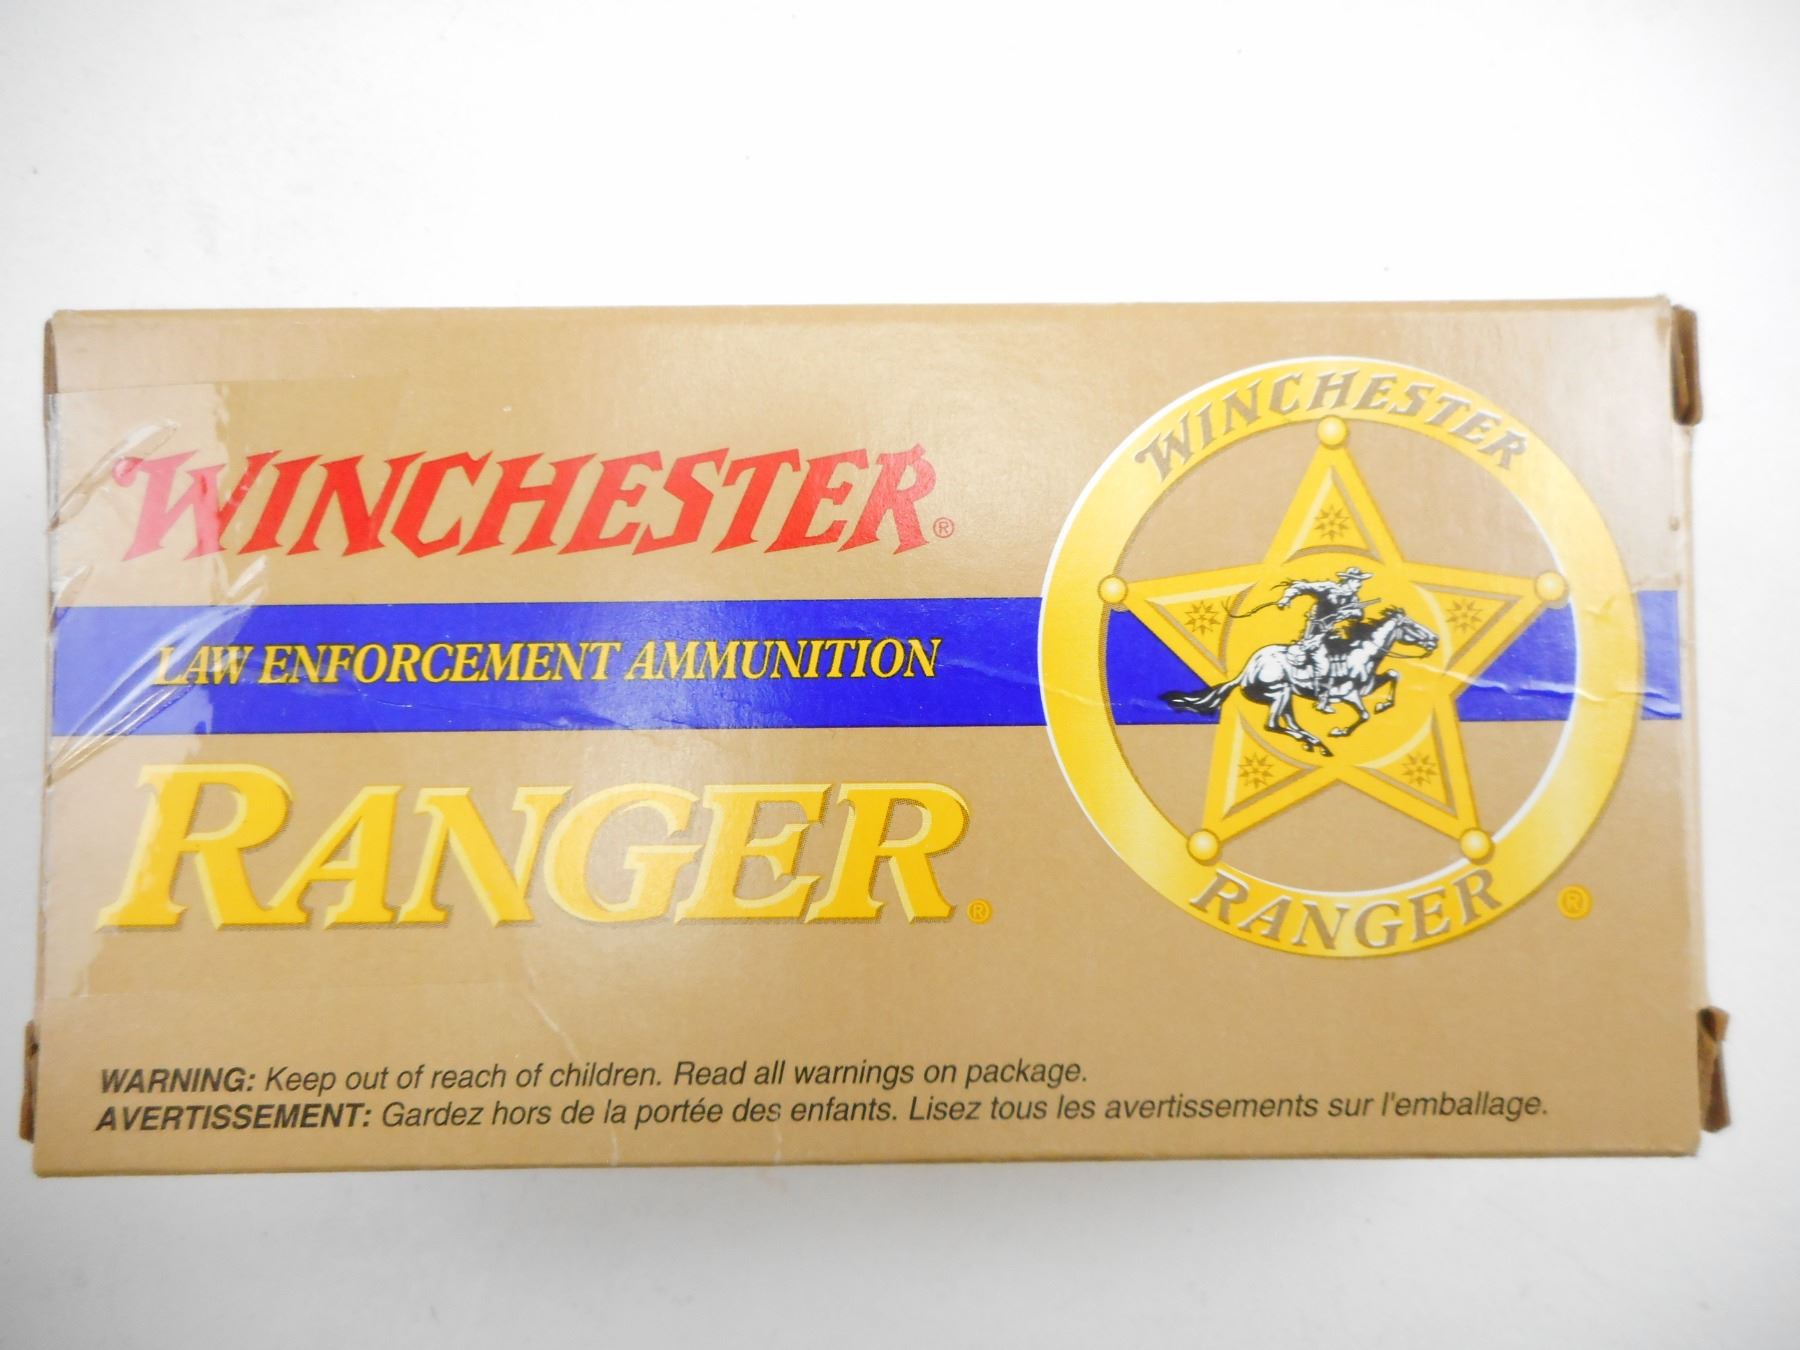 WINCHESTER®
LAW ENFORCEMENT AMMUNITION
RANGER®
WINCHESTER
RANGER ®
WARNING: Keep out of reach of children. Read all warnings on package.
AVERTISSEMENT: Gardez hors de la portée des enfants. Lisez tous les avertissements sur l'emballage.